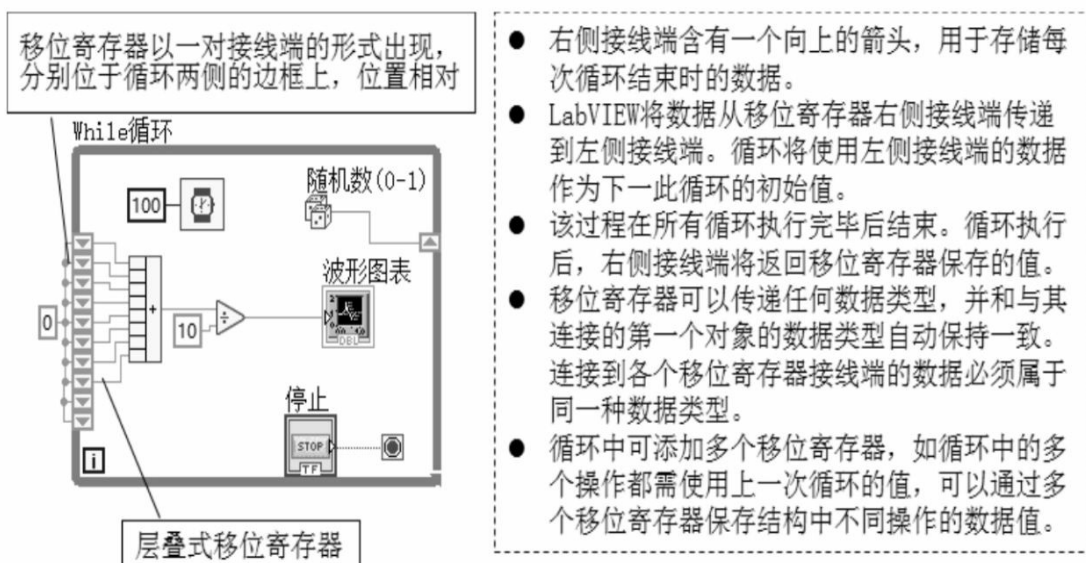 移位寄存器以一对接线端的形式出现，
分别位于循环两侧的边框上，位置相对
While循环
100
随机数(0-1)
波形图表
+
0
10
÷
DBL
停止
STOP
TF
i
层叠式移位寄存器
● 右侧接线端含有一个向上的箭头，用于存储每
次循环结束时的数据。
● LabVIEW将数据从移位寄存器右侧接线端传递
到左侧接线端。循环将使用左侧接线端的数据
作为下一此循环的初始值。
● 该过程在所有循环执行完毕后结束。循环执行
后，右侧接线端将返回移位寄存器保存的值。
● 移位寄存器可以传递任何数据类型，并和与其
连接的第一个对象的数据类型自动保持一致。
连接到各个移位寄存器接线端的数据必须属于
同一种数据类型。
● 循环中可添加多个移位寄存器，如循环中的多
个操作都需使用上一次循环的值，可以通过多
个移位寄存器保存结构中不同操作的数据值。